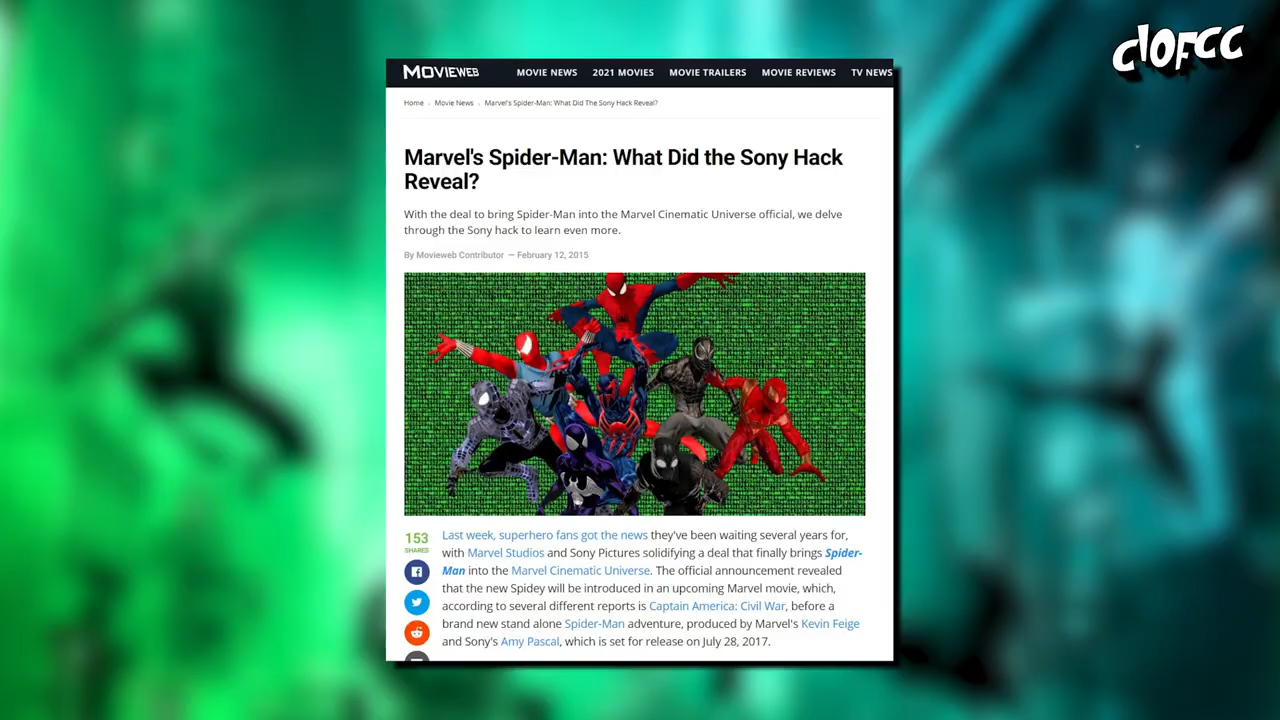 clOFCC
MOVIEWEB MOVIE NEWS 2021 MOVIES MOVIE TRAILERS MOVIE REVIEWS TV NEWS
Home › Movie News › Marvel's Spider-Man: What Did The Sony Hack Reveal?
Marvel's Spider-Man: What Did the Sony Hack
Reveal?
With the deal to bring Spider-Man into the Marvel Cinematic Universe official, we delve
through the Sony hack to learn even more.
By Movieweb Contributor — February 12, 2015
153
SHARES
Last week, superhero fans got the news they've been waiting several years for,
with Marvel Studios and Sony Pictures solidifying a deal that finally brings Spider-
Man into the Marvel Cinematic Universe. The official announcement revealed
that the new Spidey will be introduced in an upcoming Marvel movie, which,
according to several different reports is Captain America: Civil War, before a
brand new stand alone Spider-Man adventure, produced by Marvel's Kevin Feige
and Sony's Amy Pascal, which is set for release on July 28, 2017.